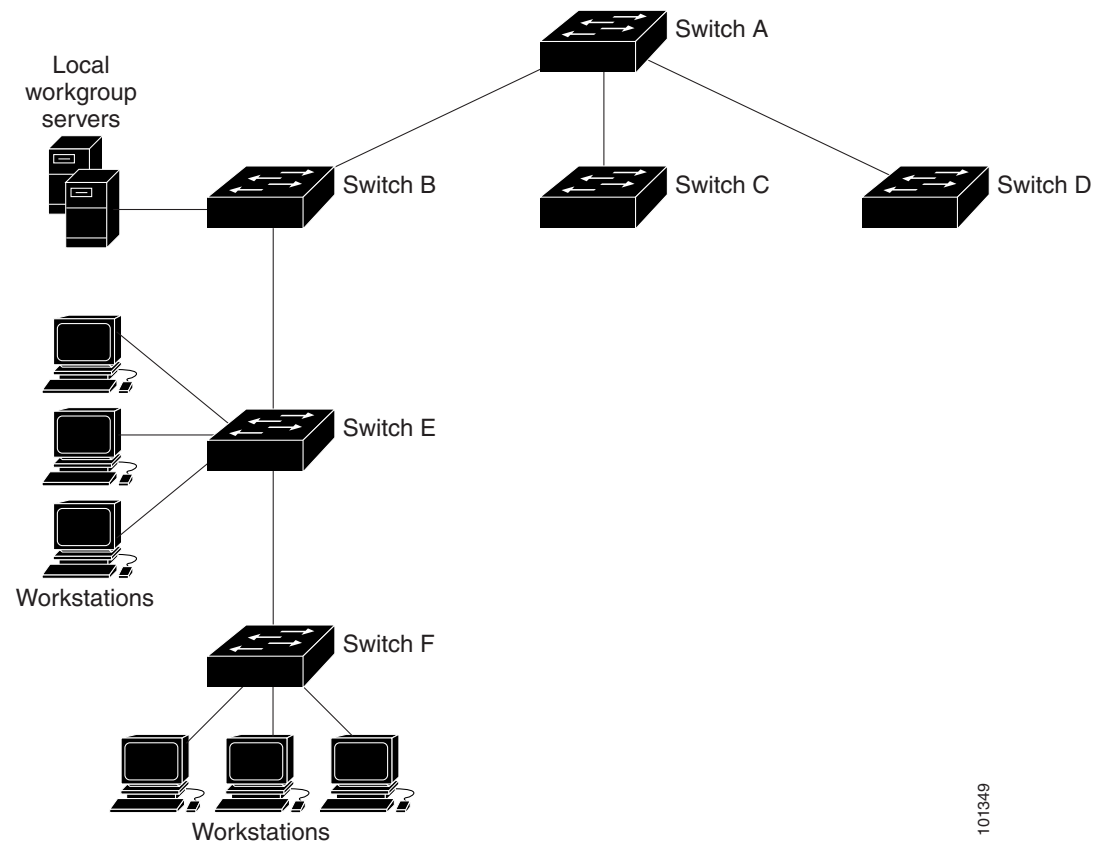 Switch A
Local
workgroup
servers
Switch B
Switch C
Switch D
Switch E
Workstations
Switch F
Workstations
101349